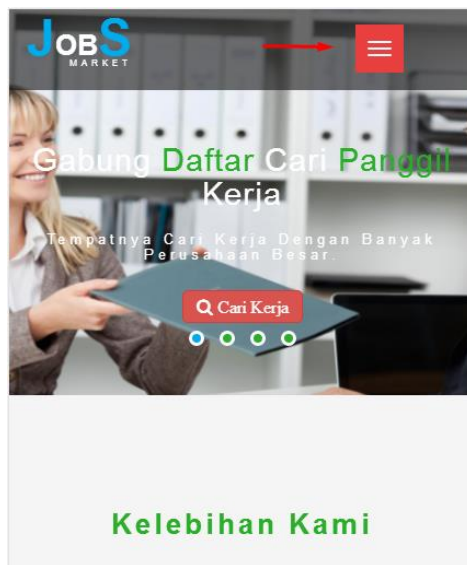 JOBS
MARKET
Gabung Daftar Cari Panggil
Kerja
Tempatnya Cari Kerja Dengan Banyak
Perusahaan Besar.
Cari Kerja
Kelebihan Kami